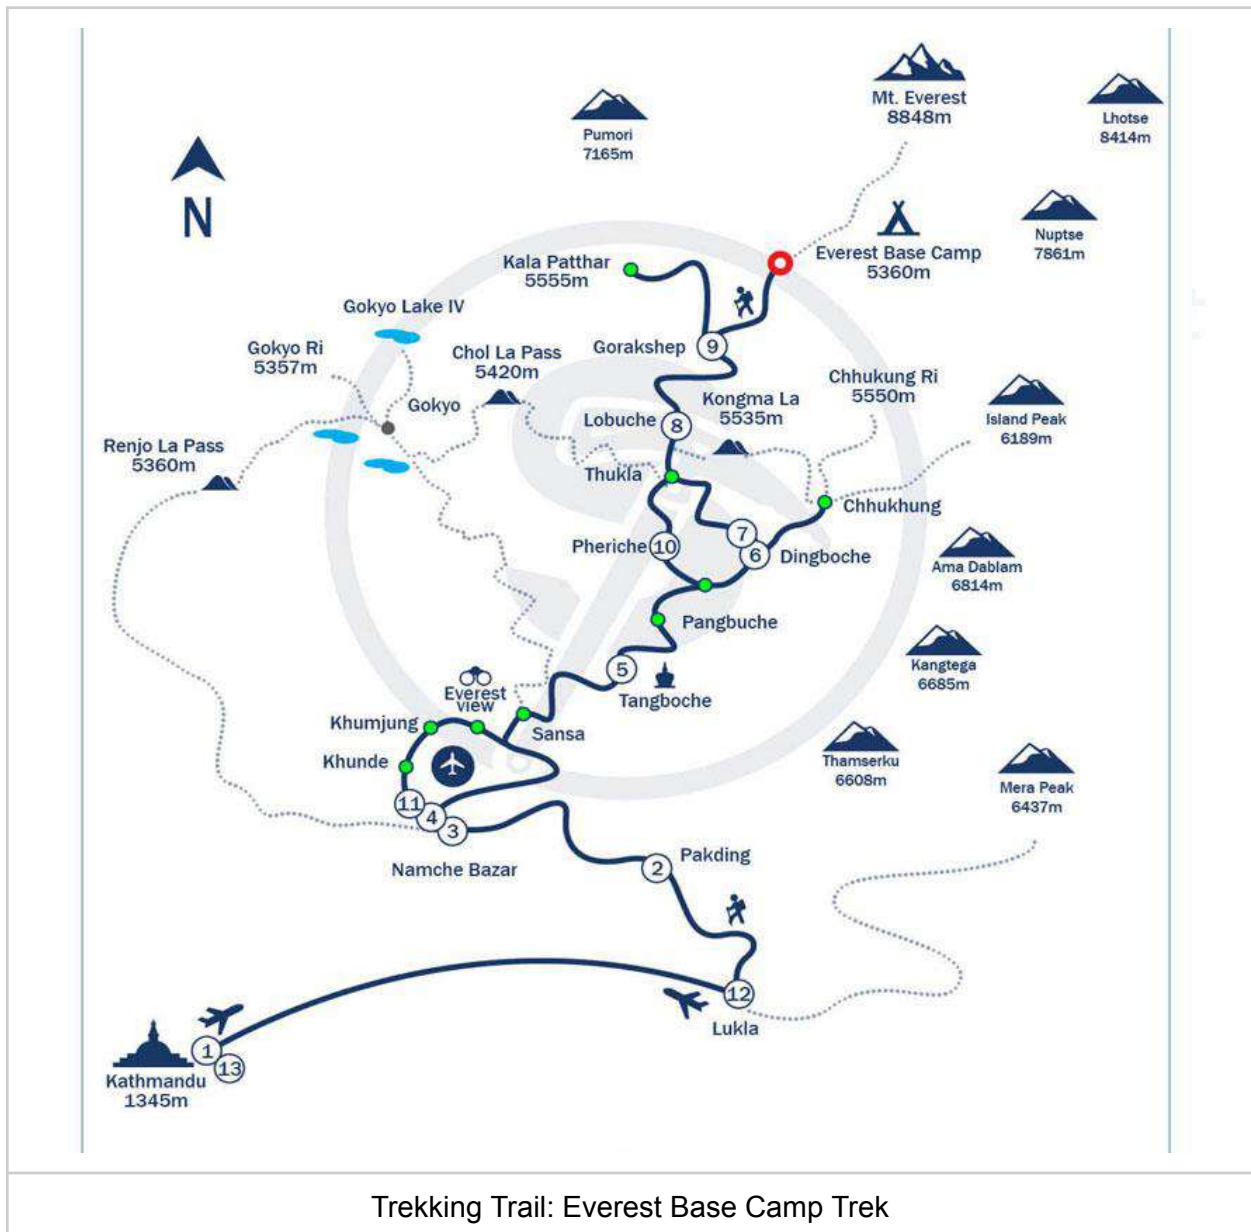 Mt. Everest
8848m
Lhotse
8414m
Pumori
7165m
N
Nuptse
7861m
Everest Base Camp
5360m
Kala Patthar
5555m
Gokyo Lake IV
Gokyo Ri
5357m
Chol La Pass
5420m
Gorakshep
9
Chhukung Ri
5550m
Kongma La
5535m
Island Peak
6189m
Gokyo
Lobuche
8
Renjo La Pass
5360m
Thukla
Chhukhung
7
Pheriche
10
6
Dingboche
Ama Dablam
6814m
Pangbuche
Kangtega
6685m
5
Tangboche
Everest
view
Khumjung
Sansa
Khunde
Thamserku
6608m
Mera Peak
6437m
11
4
3
Namche Bazar
2
Pakding
12
Lukla
1
13
Kathmandu
1345m
Trekking Trail: Everest Base Camp Trek